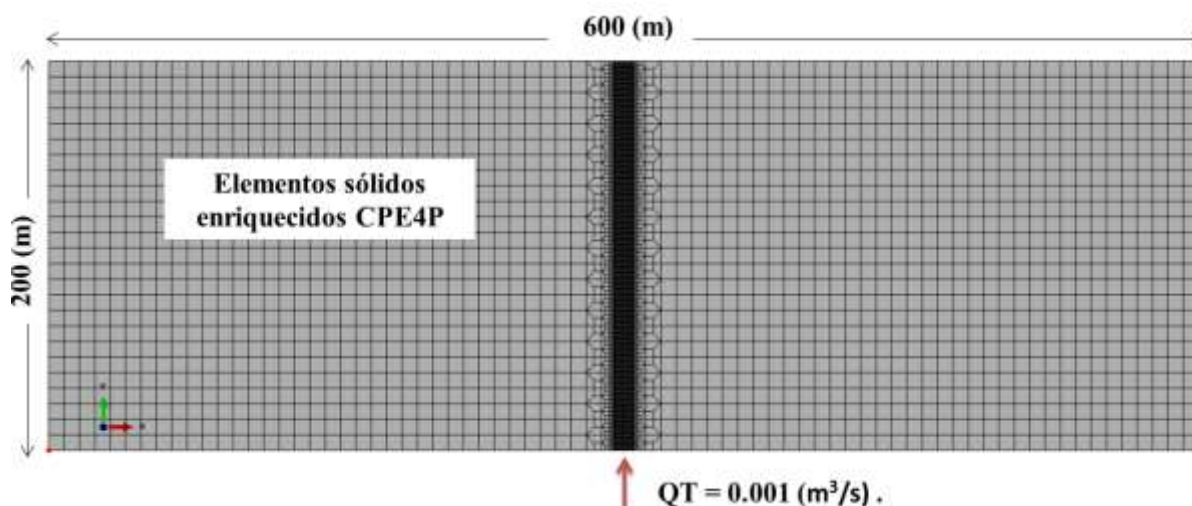 600 (m)
Elementos sólidos
enriquecidos CPE4P
200 (m)
QT = 0.001 (m³/s) .